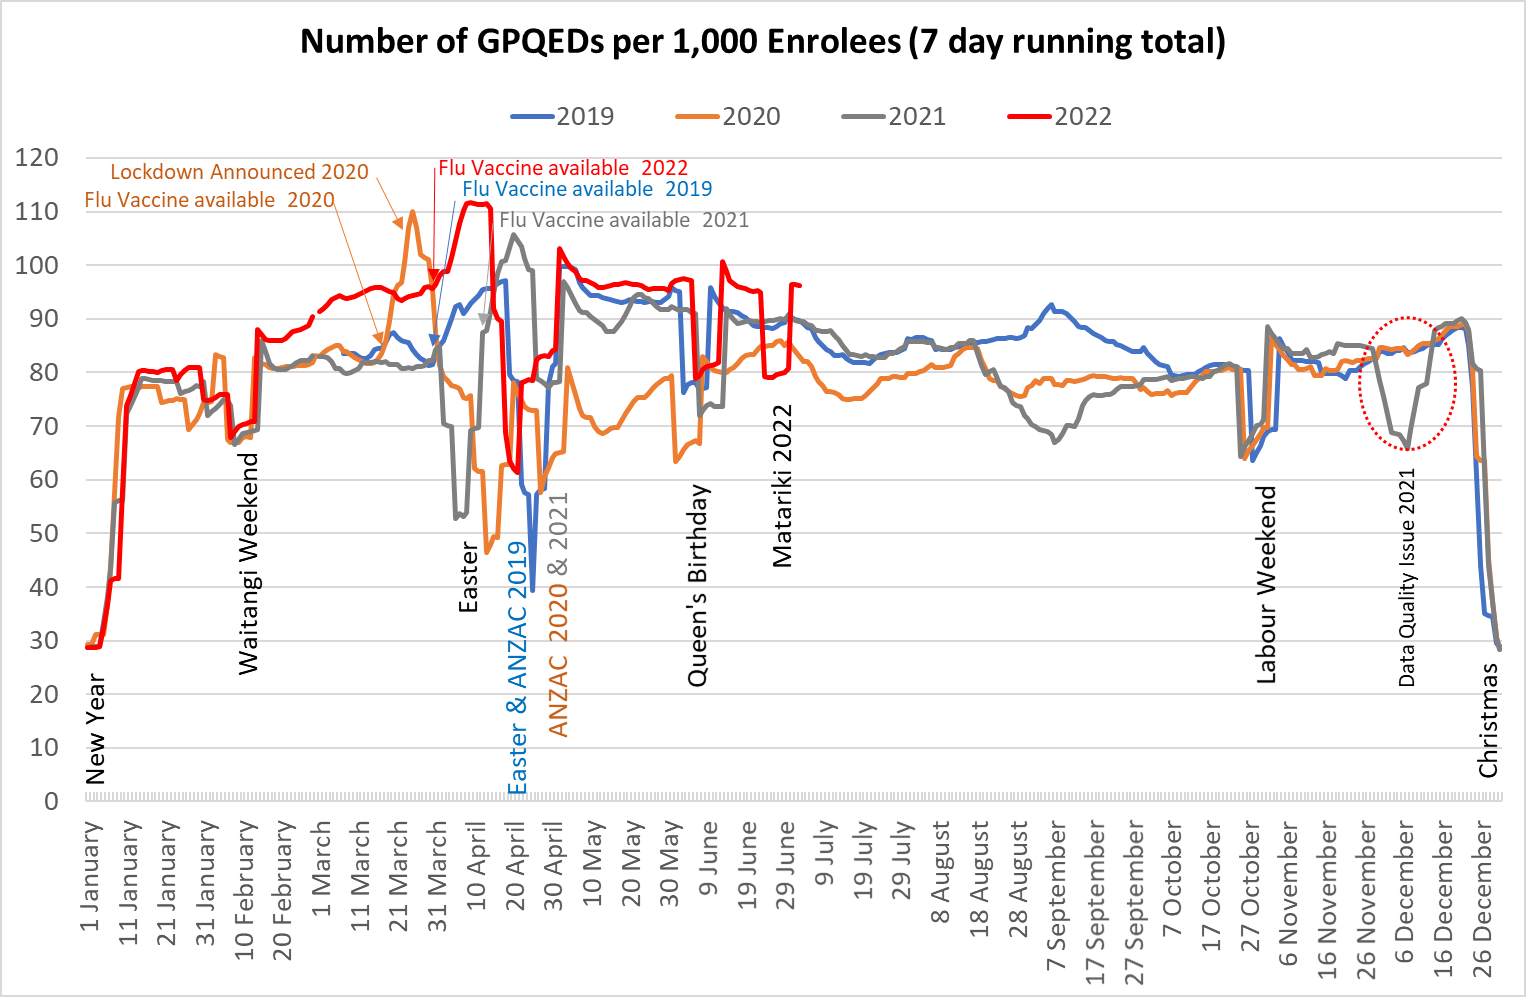 Number of GPQEDs per 1,000 Enrolees (7 day running total)
2019
2020
2021
2022
120
110
100
90
80
70
60
50
40
30
20
10
0
Lockdown Announced 2020
Flu Vaccine available 2020
Flu Vaccine available 2022
Flu Vaccine available 2019
Flu Vaccine available 2021
New Year
Waitangi Weekend
Easter
Easter & ANZAC 2019
ANZAC 2020 & 2021
Queen's Birthday
Matariki 2022
Labour Weekend
Data Quality Issue 2021
Christmas
1 January
11 January
21 January
31 January
10 February
20 February
1 March
11 March
21 March
31 March
10 April
20 April
30 April
10 May
20 May
30 May
9 June
19 June
29 June
9 July
19 July
29 July
8 August
18 August
28 August
7 September
17 September
27 September
7 October
17 October
27 October
6 November
16 November
26 November
6 December
16 December
26 December